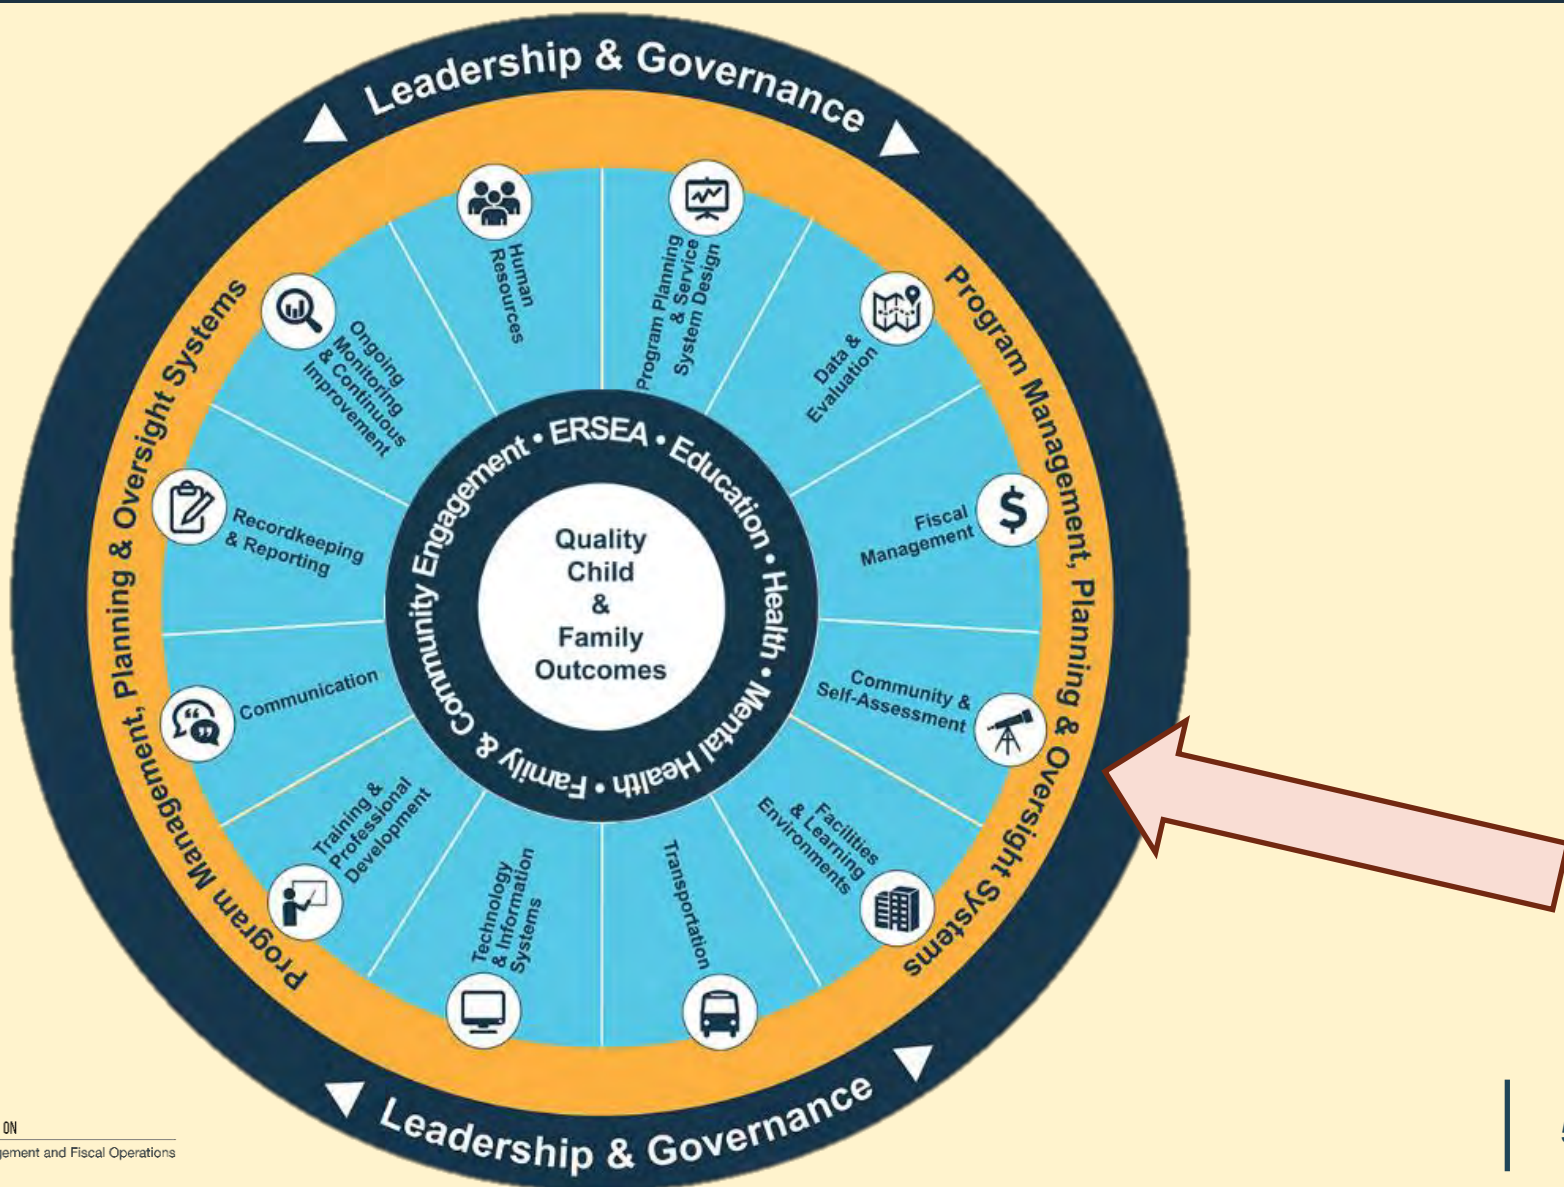 Leadership & Governance
Program Management, Planning & Oversight Systems
Program Management, Planning & Oversight Systems
Human
Resources
Program Planning
& Service
System Design
Data &
Evaluation
Fiscal
Management
Community &
Self-Assessment
Facilities
& Learning
Environments
Transportation
Technology
& Information
Systems
Training &
Professional
Development
Communication
Recordkeeping
& Reporting
Ongoing
Monitoring
& Continuous
Improvement
ERSEA • Education • Health • Mental Health • Family & Community Engagement •
Quality
Child
&
Family
Outcomes
Leadership & Governance
ON
and Fiscal Operations